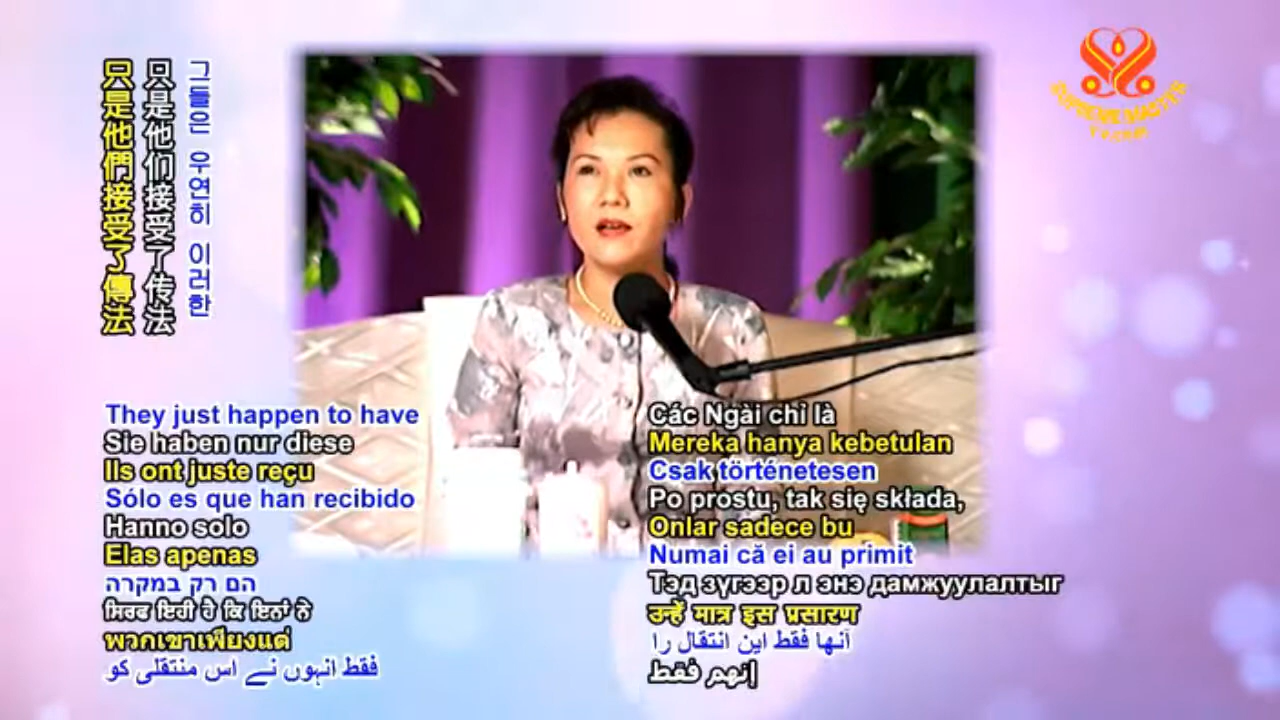 只是他們接受了傳法
只是他们接受了传法
그들은 우연히 이러한
SUPREME MASTER
TV.COM
They just happen to have
Sie haben nur diese
Ils ont juste reçu
Sólo es que han recibido
Hanno solo
Elas apenas
הם רק במקרה
ਸਿਰਫ ਇਹੀ ਹੈ ਕਿ ਇਨਾਂ ਨੇ
พวกเขาเพียงแต่
فقط انہوں نے اس منتقلی کو
Các Ngài chỉ là
Mereka hanya kebetulan
Csak történetesen
Po prostu, tak się składa,
Onlar sadece bu
Numai că ei au primit
Тэд зүгээр л энэ дамжуулалтыг
उन्हें मात्र इस प्रसारण
آنها فقط این انتقال را
إنهم فقط